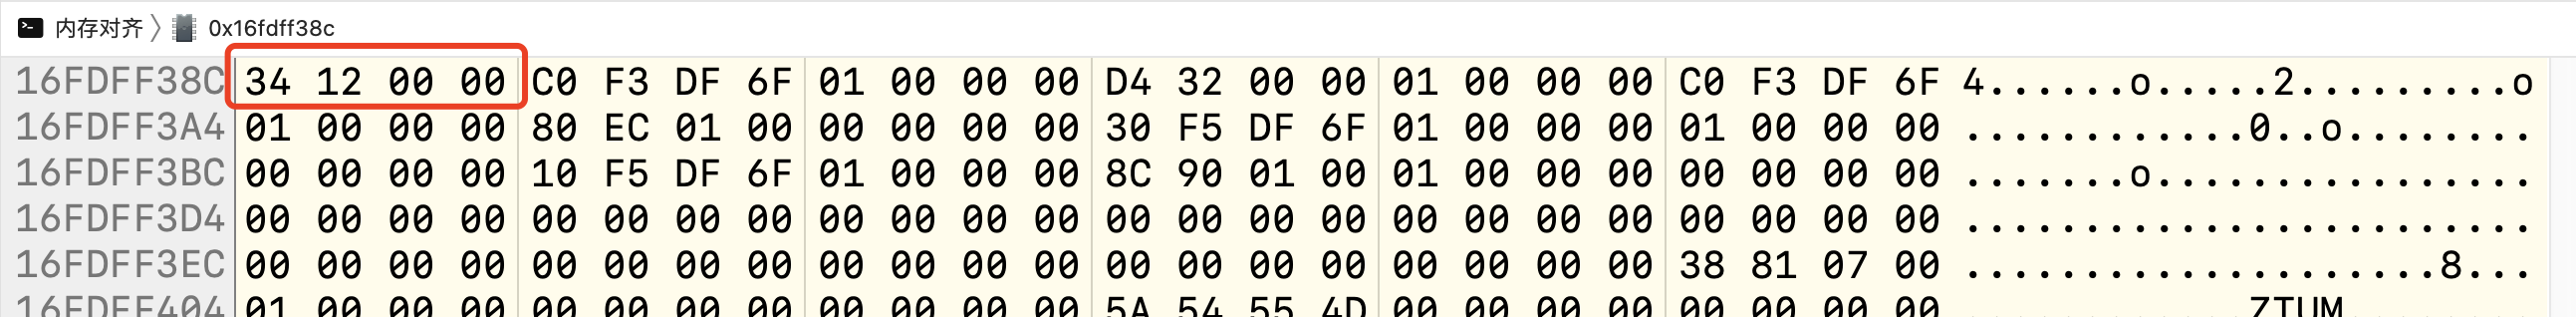 内存对齐 〉 0x16fdff38c
16FDFF38C 34 12 00 00 C0 F3 DF 6F 01 00 00 00 D4 32 00 00 01 00 00 00 C0 F3 DF 6F 4......o.....2.........o
16FDFF3A4 01 00 00 00 80 EC 01 00 00 00 00 00 30 F5 DF 6F 01 00 00 00 01 00 00 00 ............0..o........
16FDFF3BC 00 00 00 00 10 F5 DF 6F 01 00 00 00 8C 90 01 00 01 00 00 00 00 00 00 00 .......o................
16FDFF3D4 00 00 00 00 00 00 00 00 00 00 00 00 00 00 00 00 00 00 00 00 00 00 00 00 ........................
16FDFF3EC 00 00 00 00 00 00 00 00 00 00 00 00 00 00 00 00 00 00 00 00 38 81 07 00 ....................8...
16FDFF404 01 00 00 00 00 00 00 00 00 00 00 00 5A 54 55 4D 00 00 00 00 00 00 00 00 ............ZTUM........